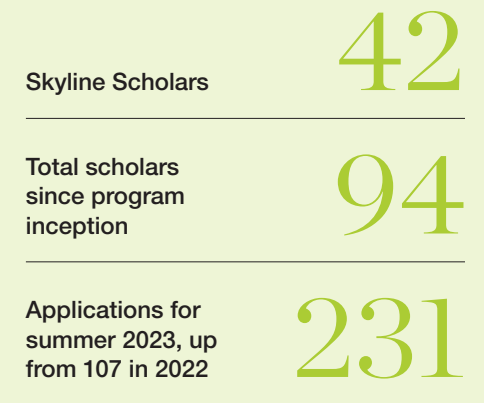 Skyline Scholars
42
Total scholars
since program
inception
94
Applications for
summer 2023, up
from 107 in 2022
231